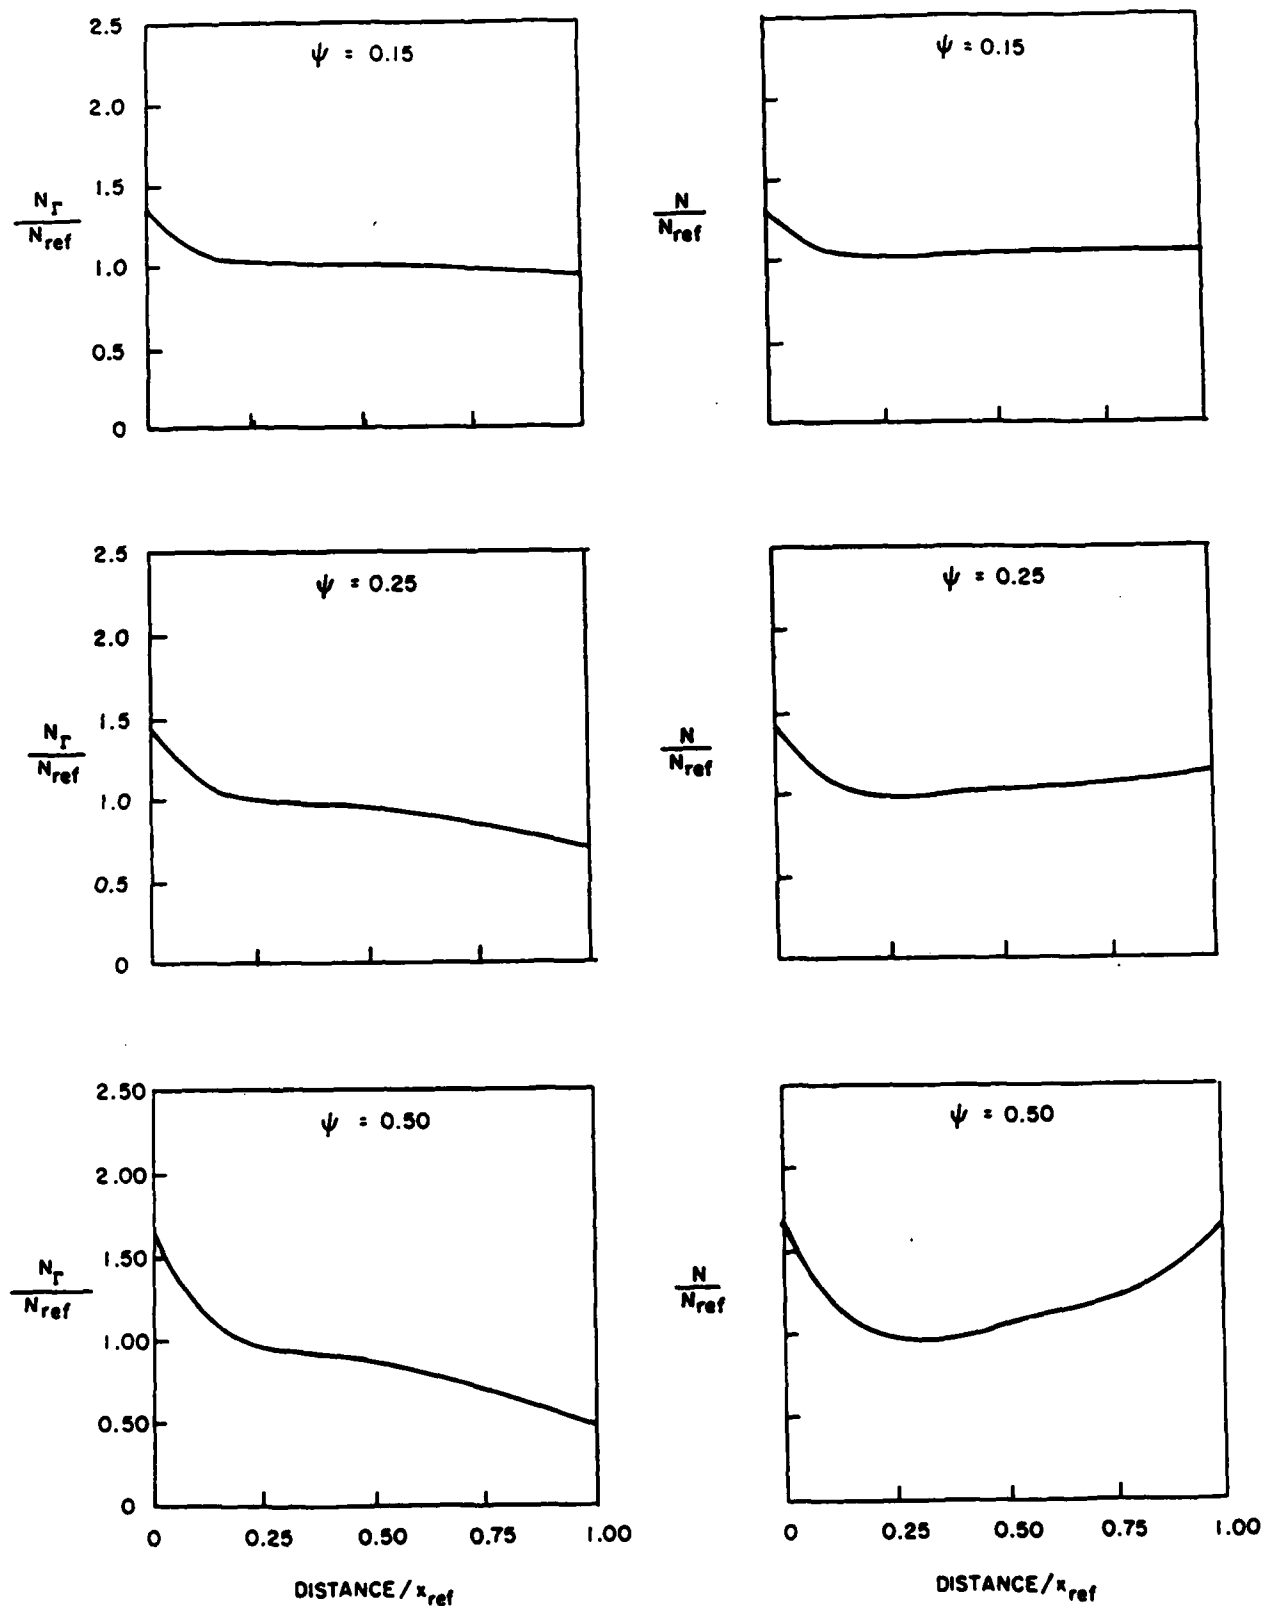 2.5
2.0
1.5
1.0
0.5
0
N_Γ
N_ref
ψ = 0.15
N
N_ref
ψ = 0.15
2.5
2.0
1.5
1.0
0.5
0
N_Γ
N_ref
ψ = 0.25
N
N_ref
ψ = 0.25
2.50
2.00
1.50
1.00
0.50
0
N_Γ
N_ref
ψ = 0.50
0 0.25 0.50 0.75 1.00
DISTANCE/x_ref
N
N_ref
ψ = 0.50
0 0.25 0.50 0.75 1.00
DISTANCE/x_ref